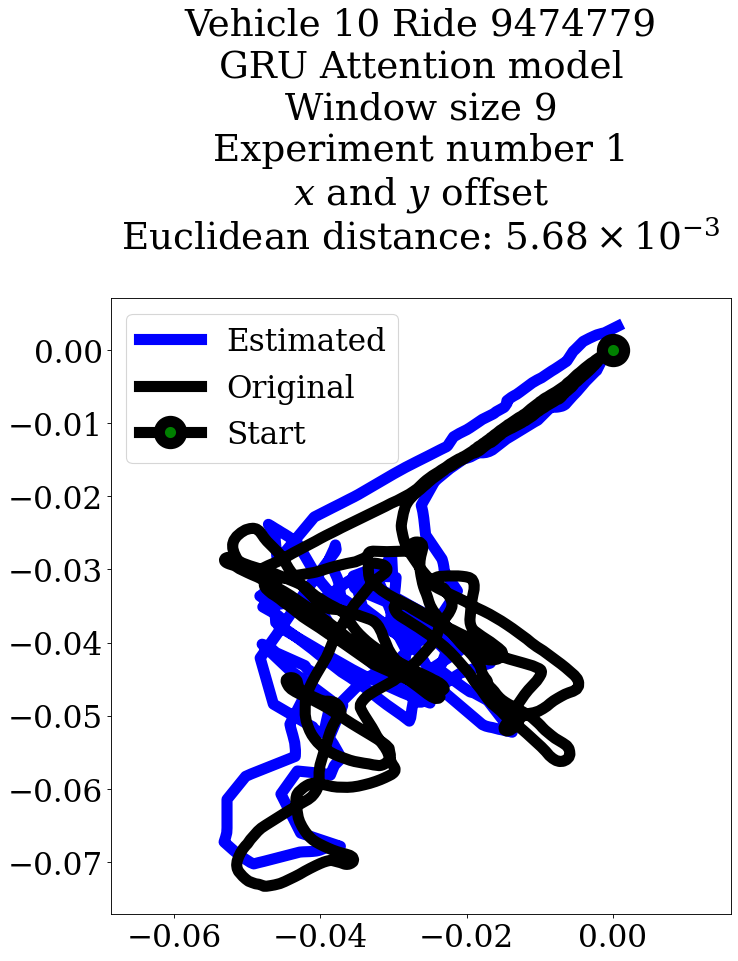 Vehicle 10 Ride 9474779
GRU Attention model
Window size 9
Experiment number 1
x and y offset
Euclidean distance: 5.68 × 10⁻³
Estimated
Original
Start
0.00
−0.01
−0.02
−0.03
−0.04
−0.05
−0.06
−0.07
−0.06 −0.04 −0.02 0.00